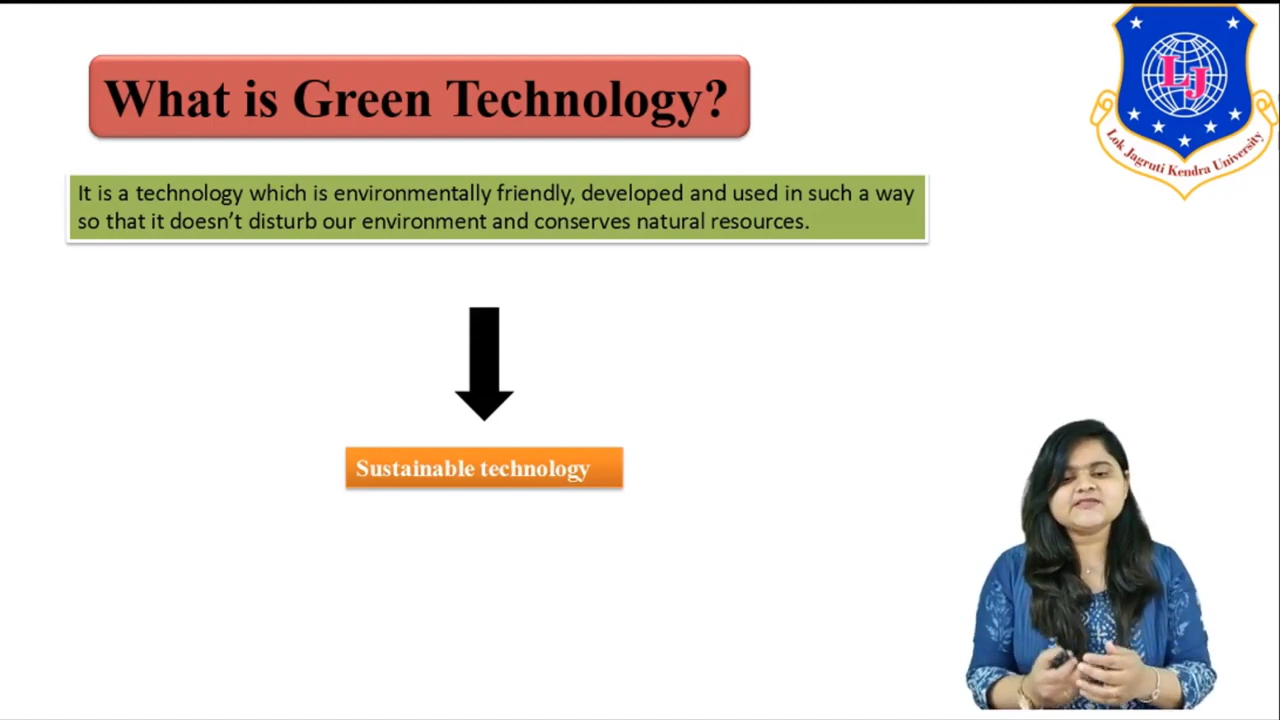 What is Green Technology?
It is a technology which is environmentally friendly, developed and used in such a way
so that it doesn’t disturb our environment and conserves natural resources.
Sustainable technology
LJ
Lok Jagruti Kendra University